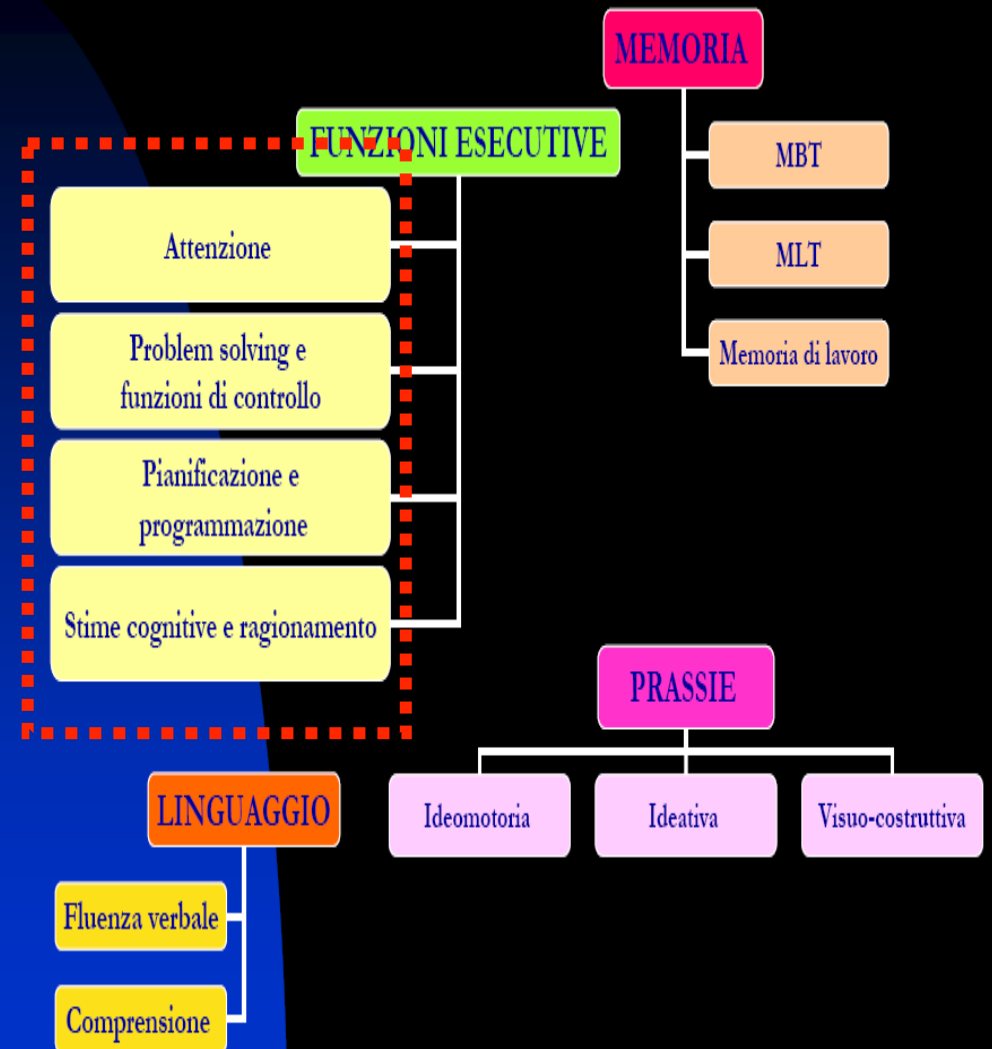 MEMORIA
MBT
MLT
Memoria di lavoro
FUNZIONI ESECUTIVE
Attenzione
Problem solving e
funzioni di controllo
Pianificazione e
programmazione
Stime cognitive e ragionamento
PRASSIE
Ideomotoria
Ideativa
Visuo-costruttiva
LINGUAGGIO
Fluenza verbale
Comprensione